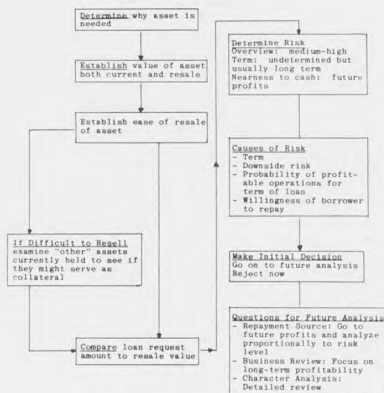 Determine why asset is
needed
Establish value of asset
both current and resale
Establish ease of resale
of asset
If Difficult to Resell
examine "other" assets
currently held to see if
they might serve as
collateral
Compare loan request
amount to resale value
Determine Risk
Overview: medium-high
Term: undetermined but
usually long term
Nearness to cash: future
profits
Causes of Risk
- Term
- Downside risk
- Probability of profit-
able operations for
term of loan
- Willingness of borrower
to repay
Make Initial Decision
Go on to future analysis
Reject now
Questions for Future Analysis
- Repayment Source: Go to
future profits and analyze
proportionally to risk
level
- Business Review: Focus on
long-term profitability
- Character Analysis:
Detailed review